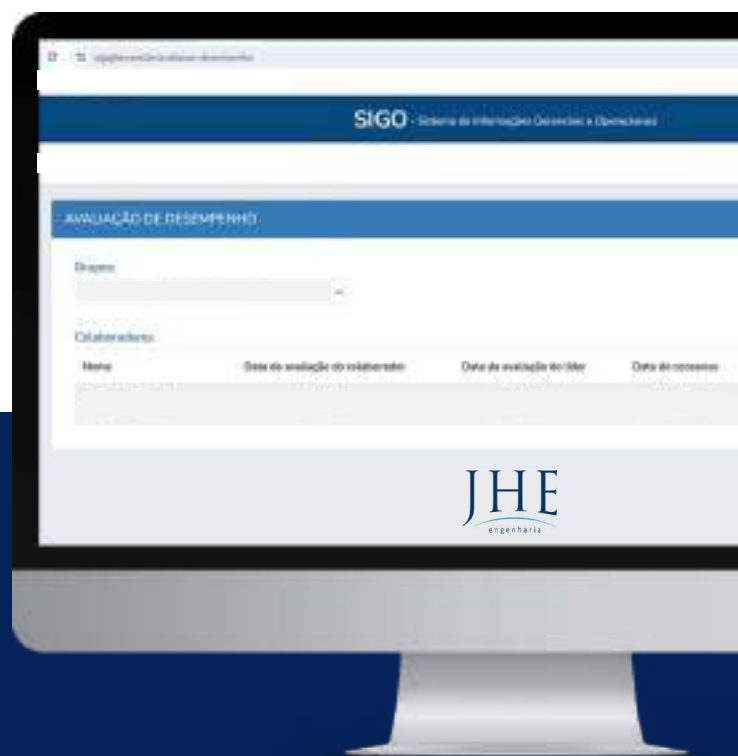 SIGO - Sistema de Informações Gerenciais e Operacionais
AVALIAÇÃO DE DESEMPENHO
Grupos
Colaboradores
Nome Data da avaliação do colaborador Data da avaliação do líder Data do consenso
JHE
engenharia